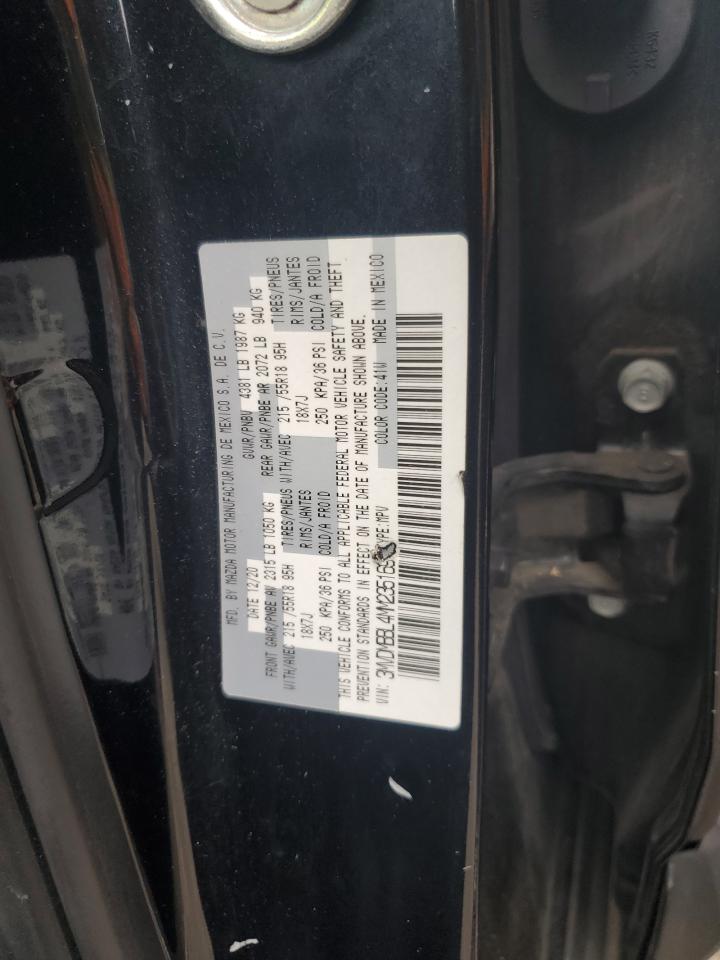 MFD. BY MAZDA MOTOR MANUFACTURING DE MEXICO S.A. DE C.V.
DATE 12/20 GVWR/PNBV 4381 LB 1987 KG
FRONT GAWR/PNBE AV 2315 LB 1050 KG REAR GAWR/PNBE AR 2072 LB 940 KG
WITH/AVEC 215 /55R18 95H TIRES/PNEUS WITH/AVEC 215 /55R18 95H TIRES/PNEUS
18X7J RIMS/JANTES 18X7J RIMS/JANTES
250 KPA/36 PSI COLD/A FROID 250 KPA/36 PSI COLD/A FROID
THIS VEHICLE CONFORMS TO ALL APPLICABLE FEDERAL MOTOR VEHICLE SAFETY AND THEFT
PREVENTION STANDARDS IN EFFECT ON THE DATE OF MANUFACTURE SHOWN ABOVE.
VIN: TYPE:MPV COLOR CODE:41W MADE IN MEXICO